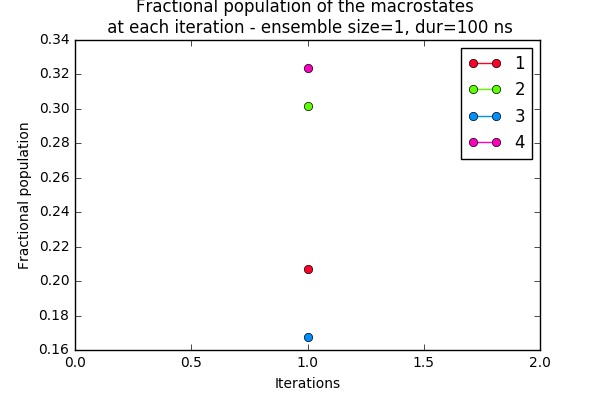 Fractional population of the macrostates
at each iteration - ensemble size=1, dur=100 ns
0.34
0.32
0.30
0.28
0.26
0.24
0.22
0.20
0.18
0.16
Fractional population
1
2
3
4
0.0 0.5 1.0 1.5 2.0
Iterations